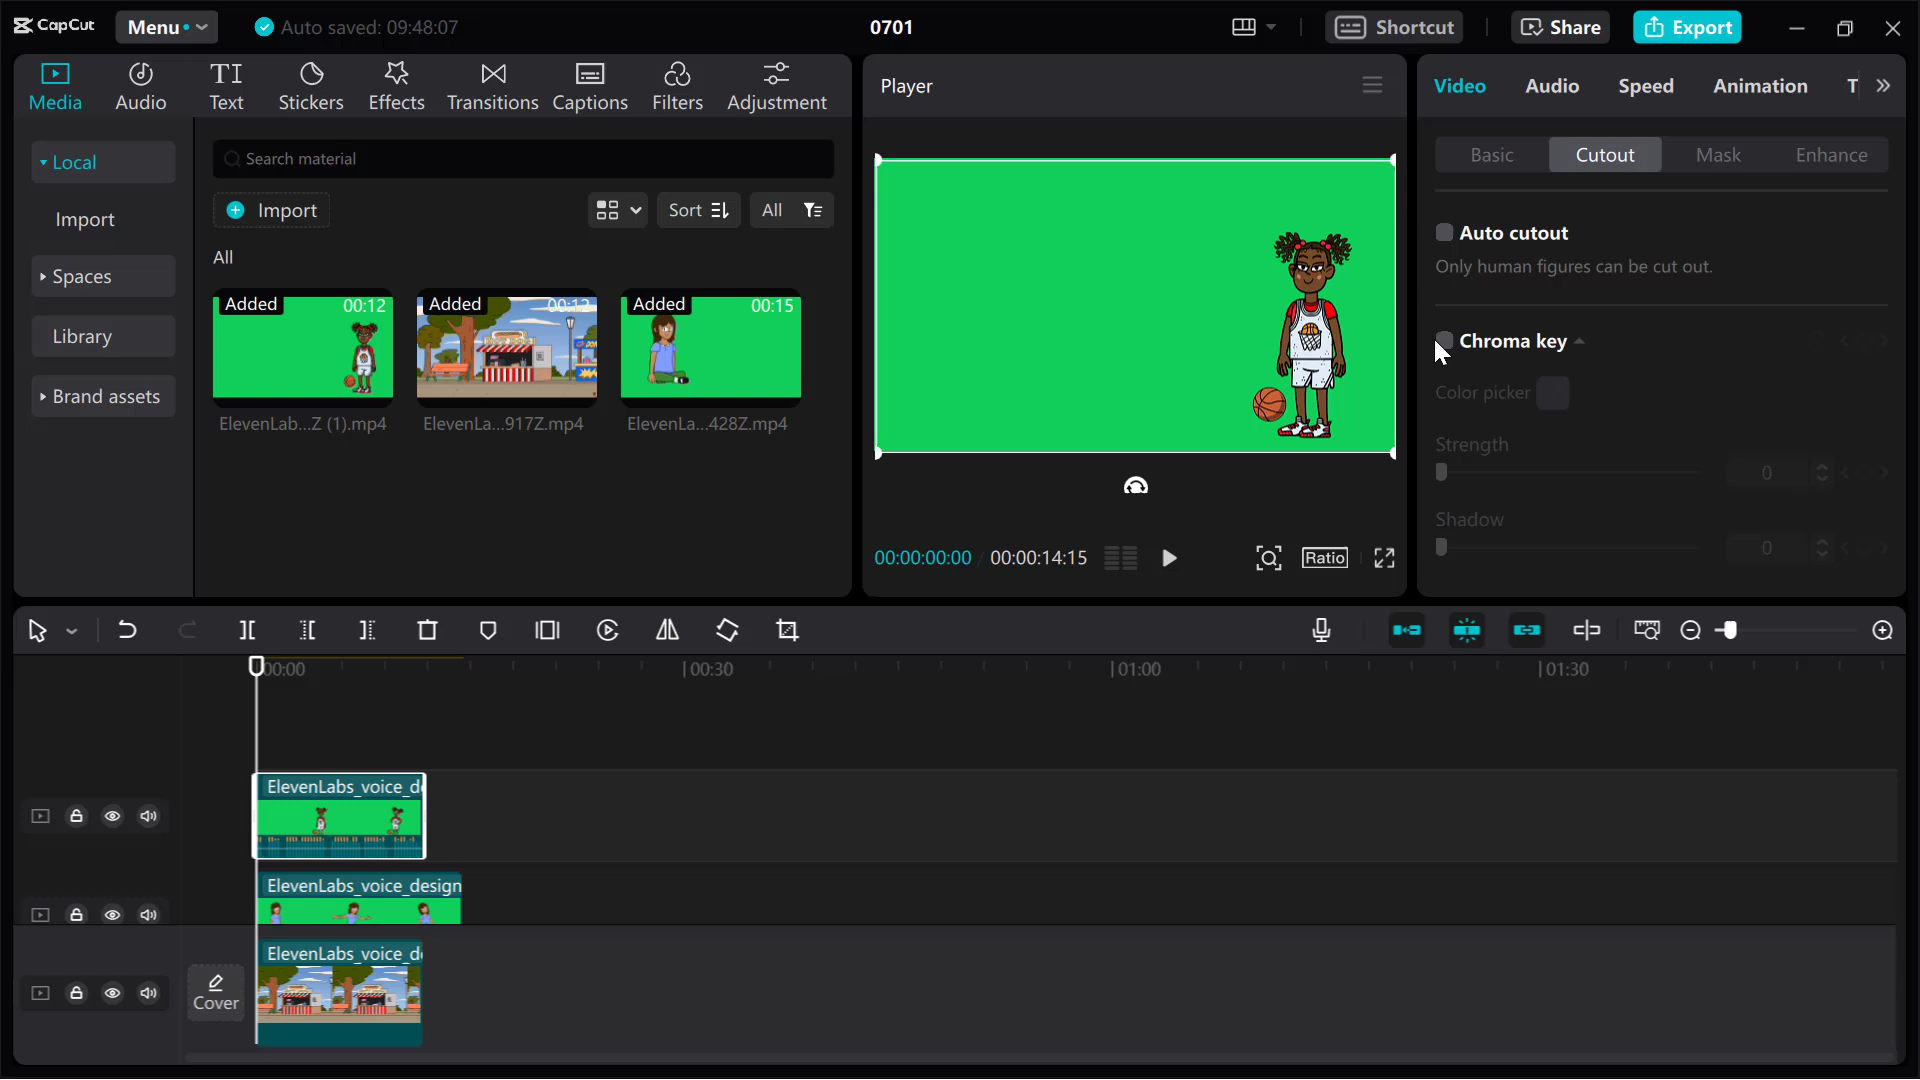 CapCut
Menu
Auto saved: 09:48:07
0701
Shortcut
Share
Export
Media
Audio
Text
Stickers
Effects
Transitions
Captions
Filters
Adjustment
Local
Import
Spaces
Library
Brand assets
Search material
Import
Sort
All
All
Added
00:12
ElevenLab...Z (1).mp4
Added
ElevenLa...917Z.mp4
Added
00:15
ElevenLa...428Z.mp4
Player
00:00:00:00 / 00:00:14:15
Ratio
Video
Audio
Speed
Animation
T
Basic
Cutout
Mask
Enhance
Auto cutout
Only human figures can be cut out.
Chroma key
Color picker
Strength
0
Shadow
0
00:00
00:30
01:00
01:30
ElevenLabs_voice_d
ElevenLabs_voice_design
Cover
ElevenLabs_voice_d